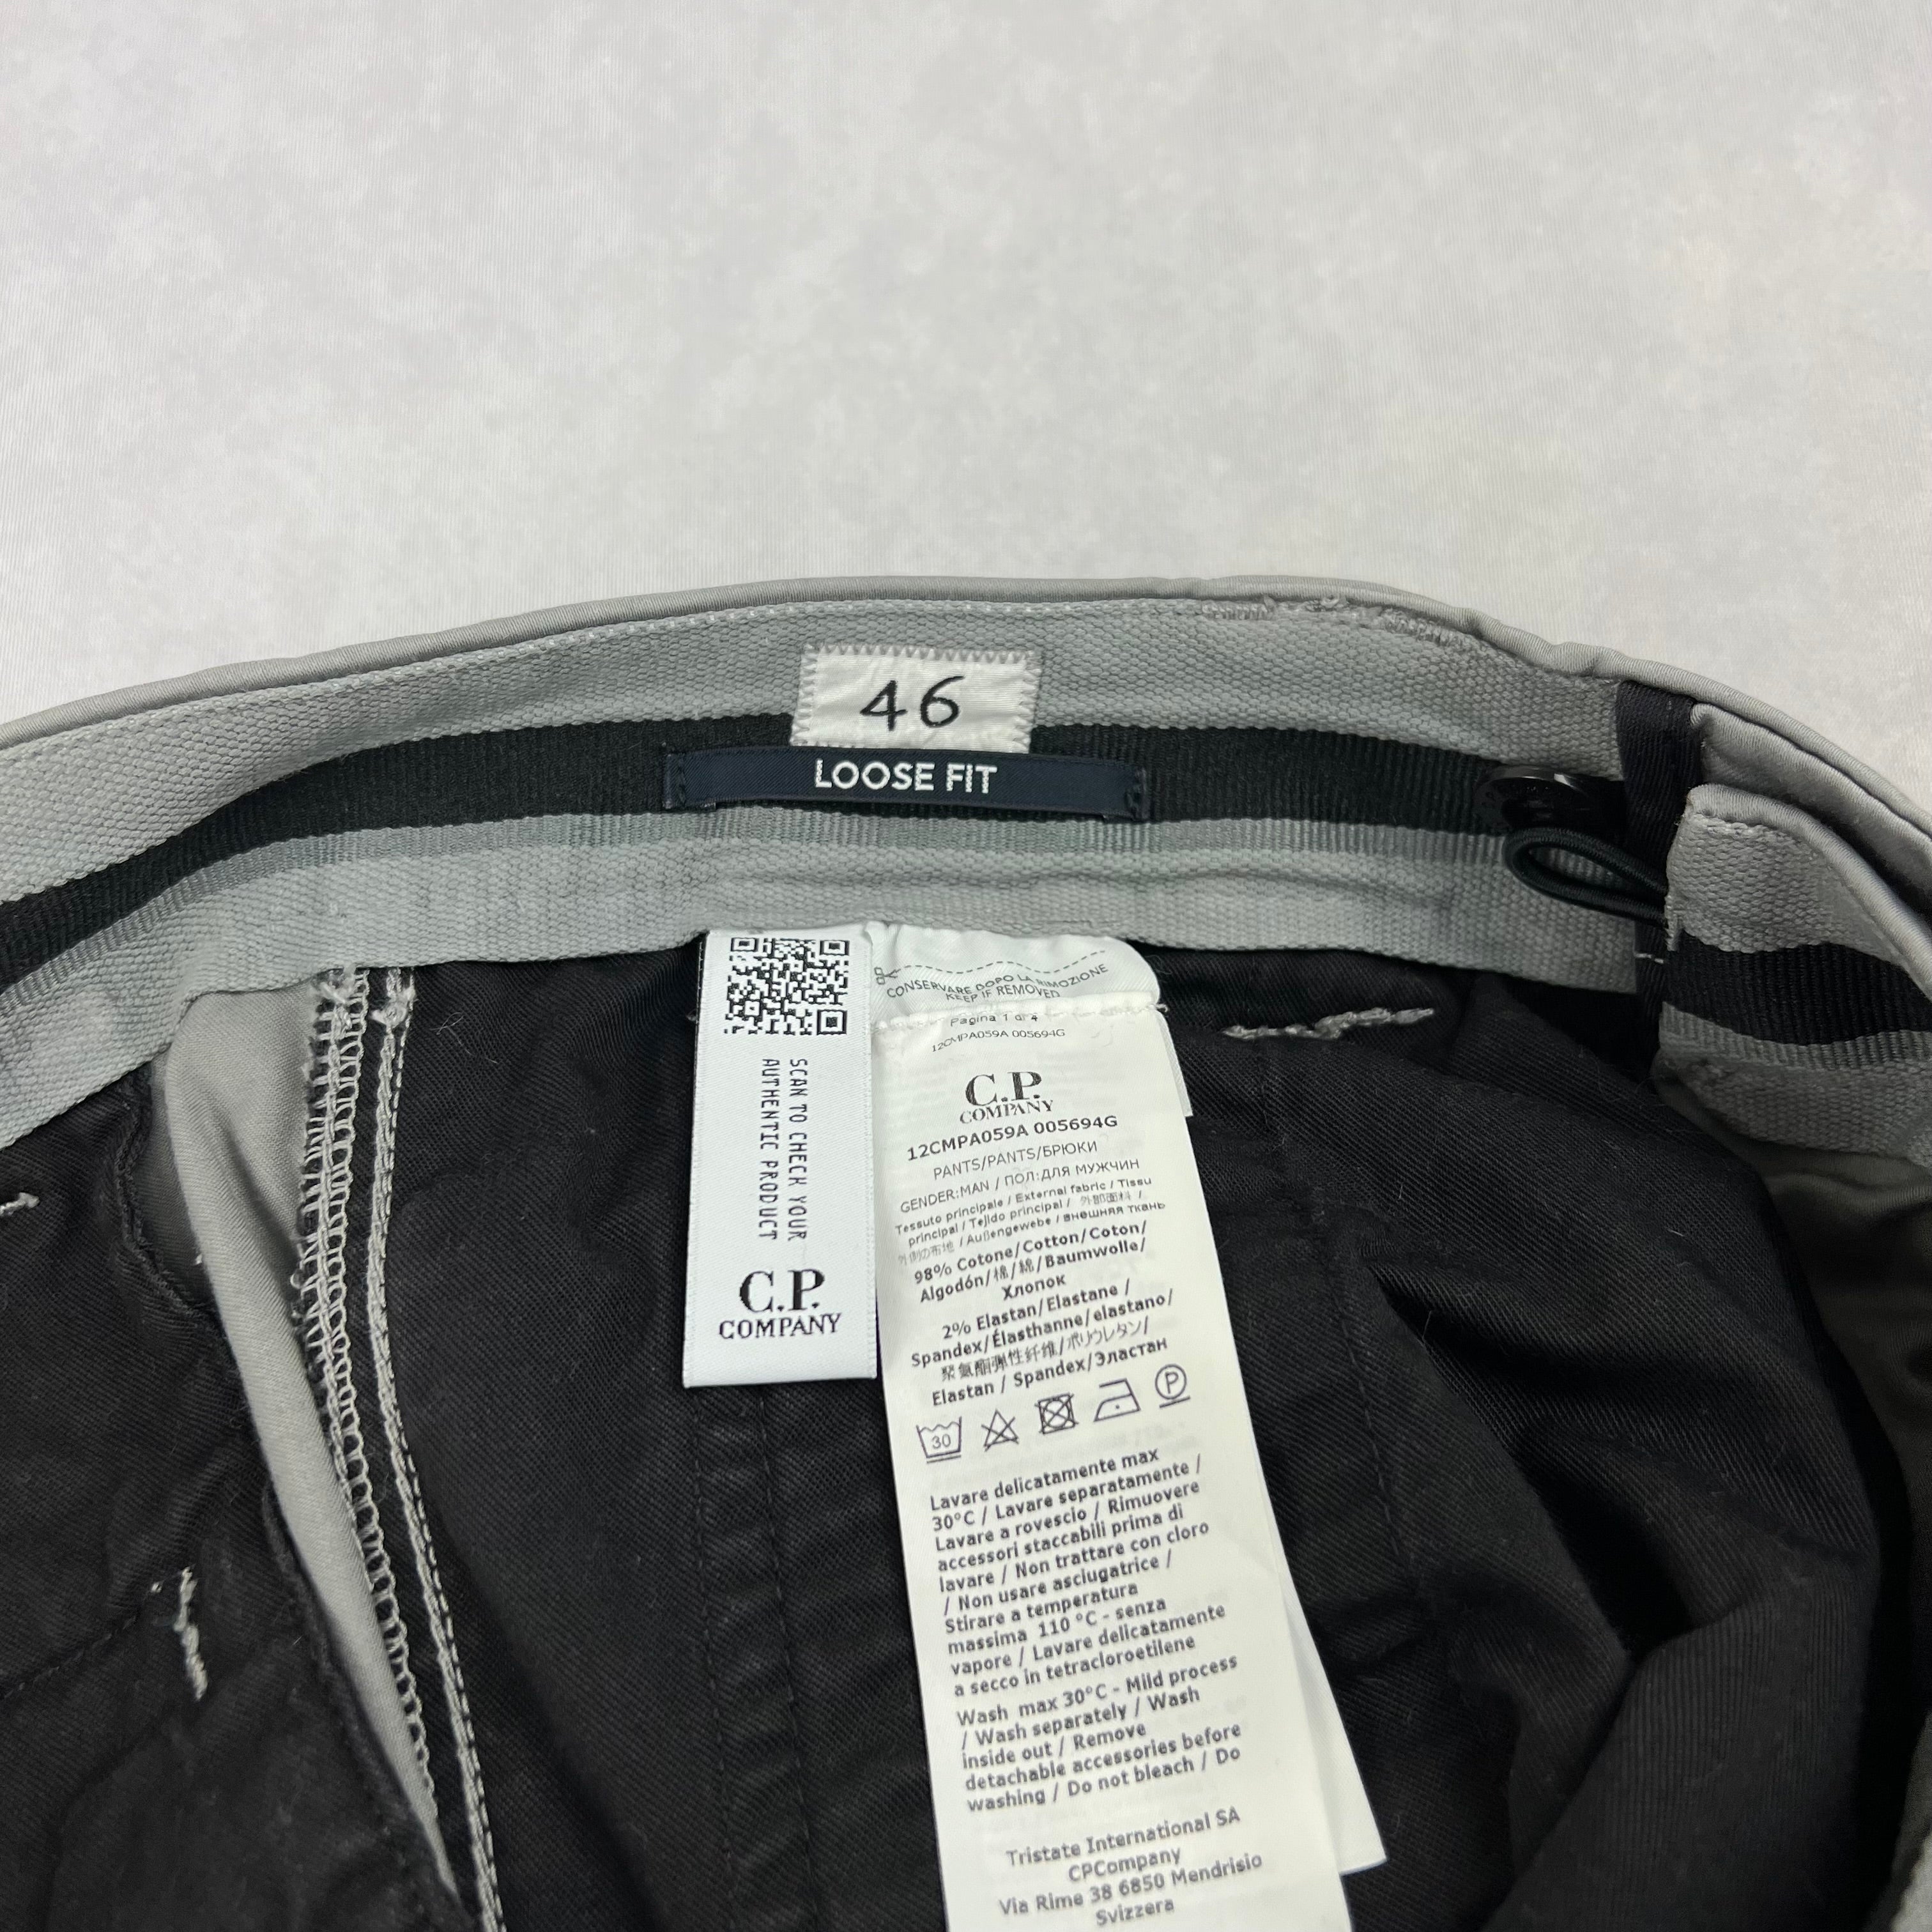 46
LOOSE FIT
SCAN TO CHECK YOUR
AUTHENTIC PRODUCT
C.P.
COMPANY
CONSERVARE DOPO LA RIMOZIONE
KEEP IF REMOVED
Pagina 1 di 4
12CMPA059A 005694G
C.P.
COMPANY
12CMPA059A 005694G
PANTS/PANTS/БРЮКИ
GENDER:MAN / ПОЛ:ДЛЯ МУЖЧИН
Tessuto principale / External fabric / Tissu
principal / Tejido principal / 外部面料 /
外側の布地 / Außengewebe / внешняя ткань
98% Cotone/Cotton/Coton/
Algodón/棉/綿/Baumwolle/
Хлопок
2% Elastan/Elastane /
Spandex/Élasthanne/elastano/
聚氨酯弹性纤维/ポリウレタン/
Elastan / Spandex/Эластан
30
P
Lavare delicatamente max
30°C / Lavare separatamente /
Lavare a rovescio / Rimuovere
accessori staccabili prima di
lavare / Non trattare con cloro
/ Non usare asciugatrice /
Stirare a temperatura
massima 110 °C - senza
vapore / Lavare delicatamente
a secco in tetracloroetilene
Wash max 30°C - Mild process
/ Wash separately / Wash
inside out / Remove
detachable accessories before
washing / Do not bleach / Do
Tristate International SA
CPCompany
Via Rime 38 6850 Mendrisio
Svizzera